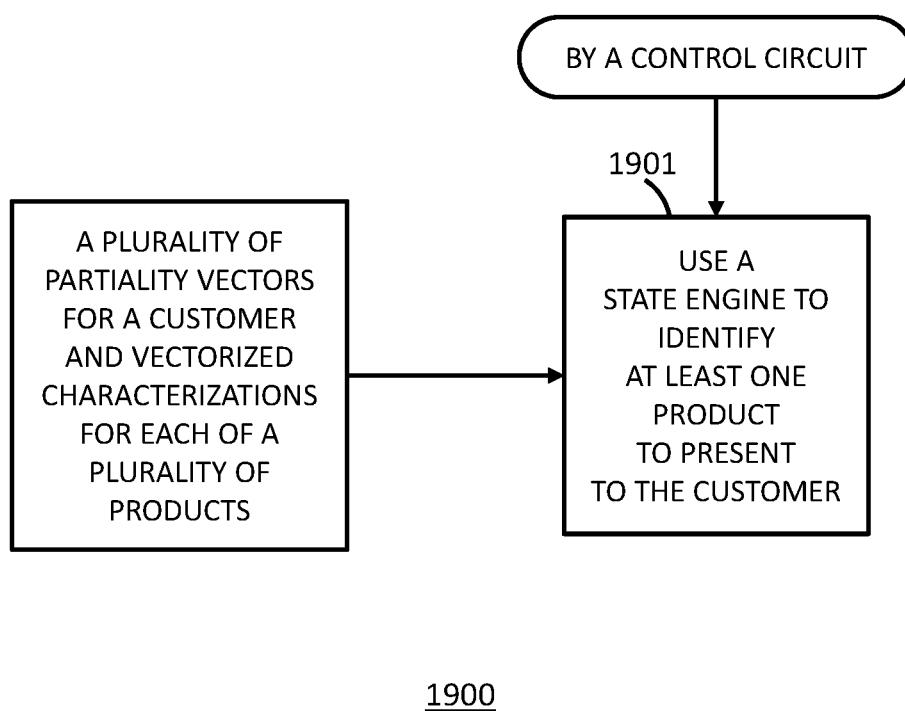 BY A CONTROL CIRCUIT
1901
A PLURALITY OF
PARTIALITY VECTORS
FOR A CUSTOMER
AND VECTORIZED
CHARACTERIZATIONS
FOR EACH OF A
PLURALITY OF
PRODUCTS
USE A
STATE ENGINE TO
IDENTIFY
AT LEAST ONE
PRODUCT
TO PRESENT
TO THE CUSTOMER
1900